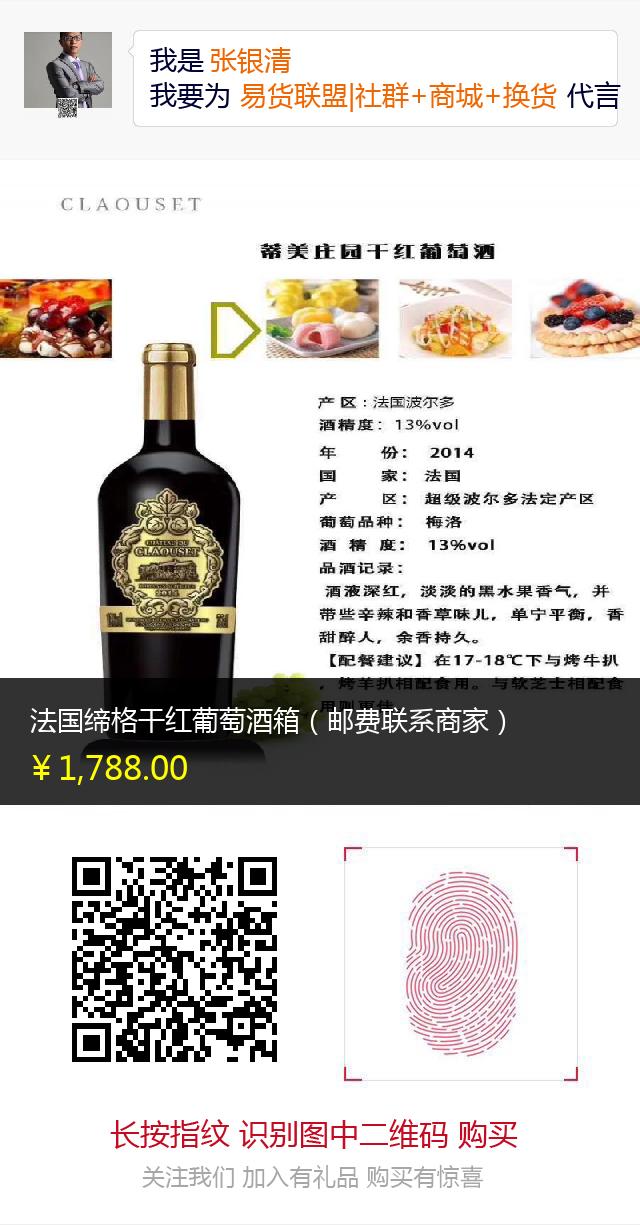 我是 张银清
我要为 易货联盟|社群+商城+换货 代言
CLAOUSET
蒂美庄园干红葡萄酒
产 区：法国波尔多
酒精度：13%vol
年 份： 2014
国 家： 法国
产 区： 超级波尔多法定产区
葡萄品种： 梅洛
酒 精 度： 13%vol
品酒记录：
酒液深红，淡淡的黑水果香气，并
带些辛辣和香草味儿，单宁平衡，香
甜醉人，余香持久。
【配餐建议】在17-18℃下与烤牛扒
，烤羊扒相配食用。与软芝士相配食
用则更佳
CLAOUSET
法国缔格干红葡萄酒箱（邮费联系商家）
￥1,788.00
长按指纹 识别图中二维码 购买
关注我们 加入有礼品 购买有惊喜